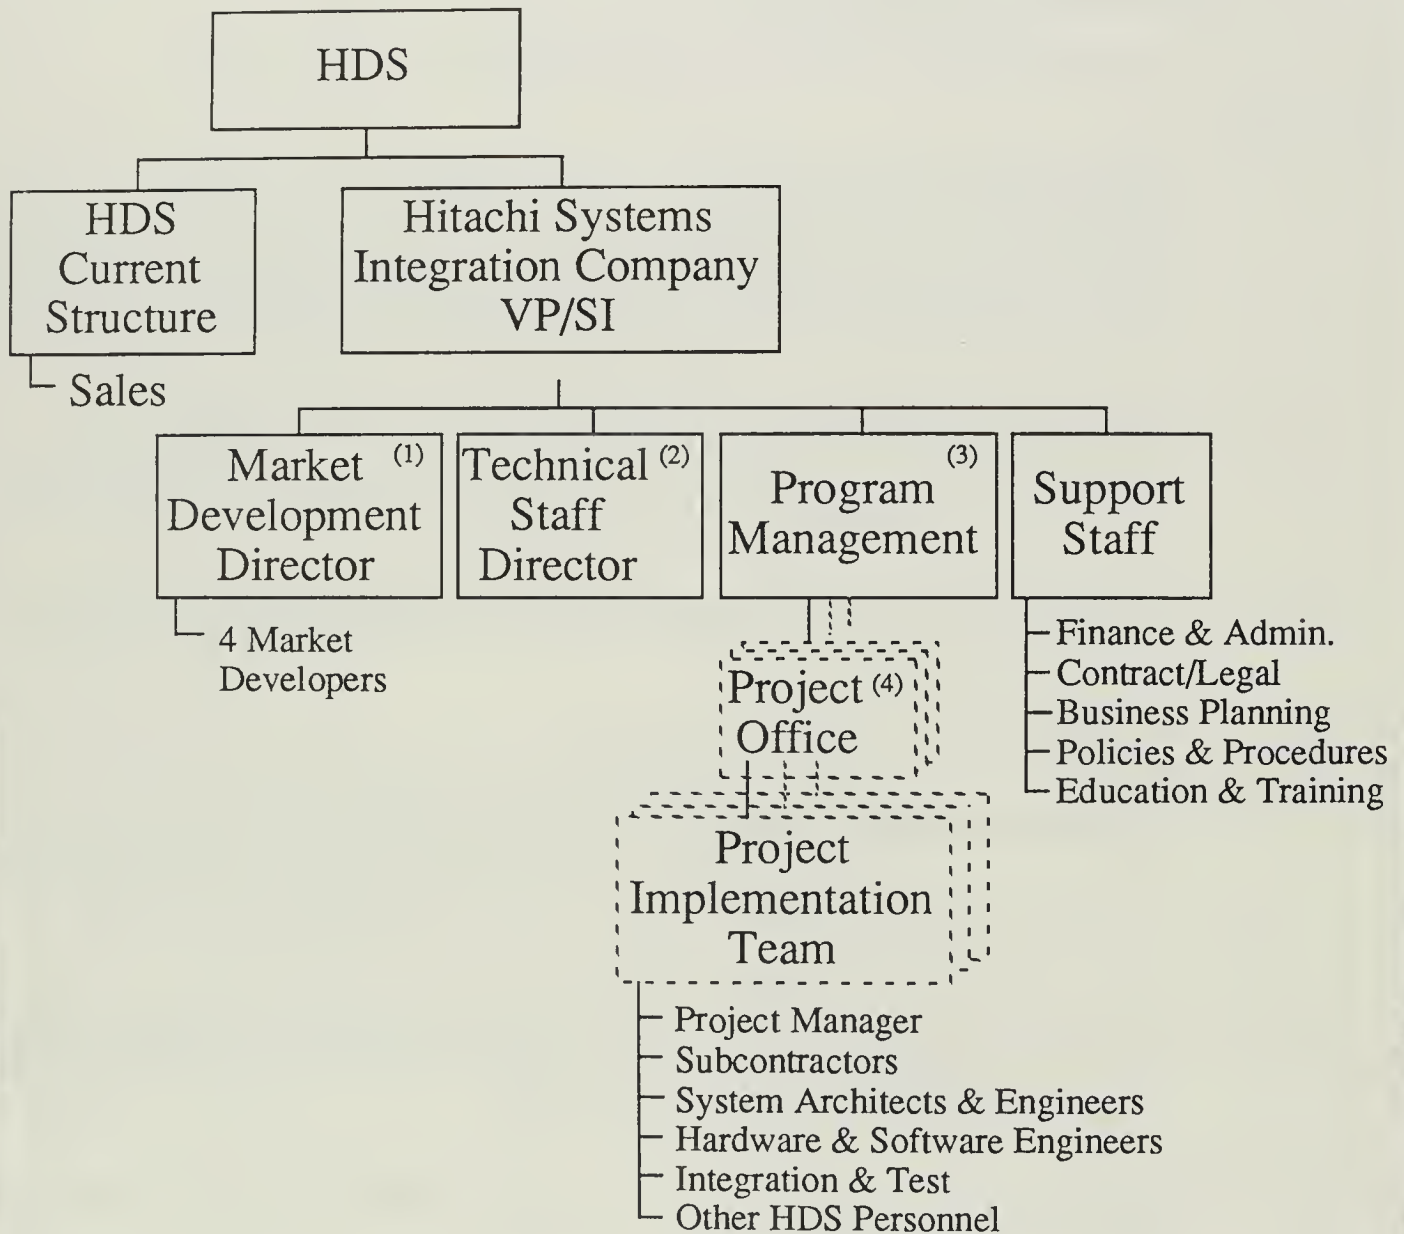 HDS
HDS
Current
Structure
Sales
Hitachi Systems
Integration Company
VP/SI
Market (1)
Development
Director
4 Market
Developers
Technical (2)
Staff
Director
(3)
Program
Management
Project (4)
Office
Project
Implementation
Team
Project Manager
Subcontractors
System Architects & Engineers
Hardware & Software Engineers
Integration & Test
Other HDS Personnel
Support
Staff
Finance & Admin.
Contract/Legal
Business Planning
Policies & Procedures
Education & Training